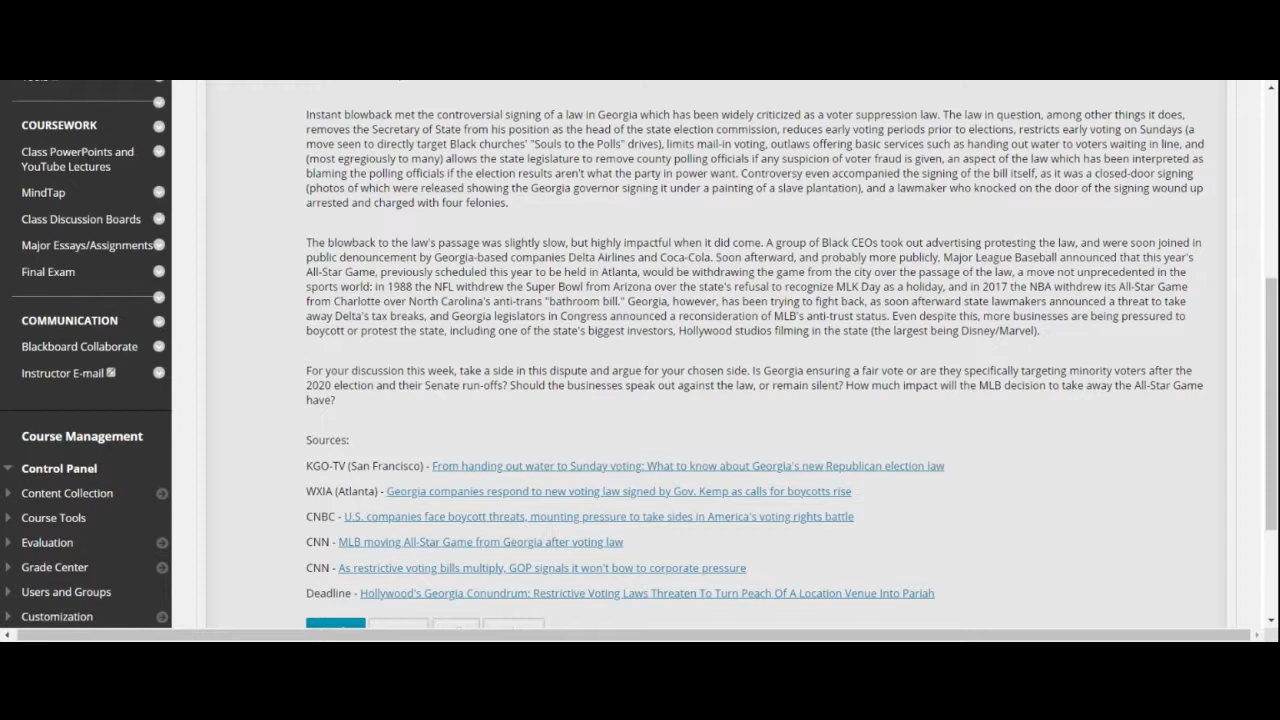 COURSEWORK
Class PowerPoints and
YouTube Lectures
MindTap
Class Discussion Boards
Major Essays/Assignments
Final Exam
COMMUNICATION
Blackboard Collaborate
Instructor E-mail
Course Management
Control Panel
Content Collection
Course Tools
Evaluation
Grade Center
Users and Groups
Customization
Instant blowback met the controversial signing of a law in Georgia which has been widely criticized as a voter suppression law. The law in question, among other things it does,
removes the Secretary of State from his position as the head of the state election commission, reduces early voting periods prior to elections, restricts early voting on Sundays (a
move seen to directly target Black churches' "Souls to the Polls" drives), limits mail-in voting, outlaws offering basic services such as handing out water to voters waiting in line, and
(most egregiously to many) allows the state legislature to remove county polling officials if any suspicion of voter fraud is given, an aspect of the law which has been interpreted as
blaming the polling officials if the election results aren't what the party in power want. Controversy even accompanied the signing of the bill itself, as it was a closed-door signing
(photos of which were released showing the Georgia governor signing it under a painting of a slave plantation), and a lawmaker who knocked on the door of the signing wound up
arrested and charged with four felonies.
The blowback to the law's passage was slightly slow, but highly impactful when it did come. A group of Black CEOs took out advertising protesting the law, and were soon joined in
public denouncement by Georgia-based companies Delta Airlines and Coca-Cola. Soon afterward, and probably more publicly, Major League Baseball announced that this year's
All-Star Game, previously scheduled this year to be held in Atlanta, would be withdrawing the game from the city over the passage of the law, a move not unprecedented in the
sports world: in 1988 the NFL withdrew the Super Bowl from Arizona over the state's refusal to recognize MLK Day as a holiday, and in 2017 the NBA withdrew its All-Star Game
from Charlotte over North Carolina's anti-trans "bathroom bill." Georgia, however, has been trying to fight back, as soon afterward state lawmakers announced a threat to take
away Delta's tax breaks, and Georgia legislators in Congress announced a reconsideration of MLB's anti-trust status. Even despite this, more businesses are being pressured to
boycott or protest the state, including one of the state's biggest investors, Hollywood studios filming in the state (the largest being Disney/Marvel).
For your discussion this week, take a side in this dispute and argue for your chosen side. Is Georgia ensuring a fair vote or are they specifically targeting minority voters after the
2020 election and their Senate run-offs? Should the businesses speak out against the law, or remain silent? How much impact will the MLB decision to take away the All-Star Game
have?
Sources:
KGO-TV (San Francisco) - From handing out water to Sunday voting: What to know about Georgia's new Republican election law
WXIA (Atlanta) - Georgia companies respond to new voting law signed by Gov. Kemp as calls for boycotts rise
CNBC - U.S. companies face boycott threats, mounting pressure to take sides in America's voting rights battle
CNN - MLB moving All-Star Game from Georgia after voting law
CNN - As restrictive voting bills multiply, GOP signals it won't bow to corporate pressure
Deadline - Hollywood's Georgia Conundrum: Restrictive Voting Laws Threaten To Turn Peach Of A Location Venue Into Pariah